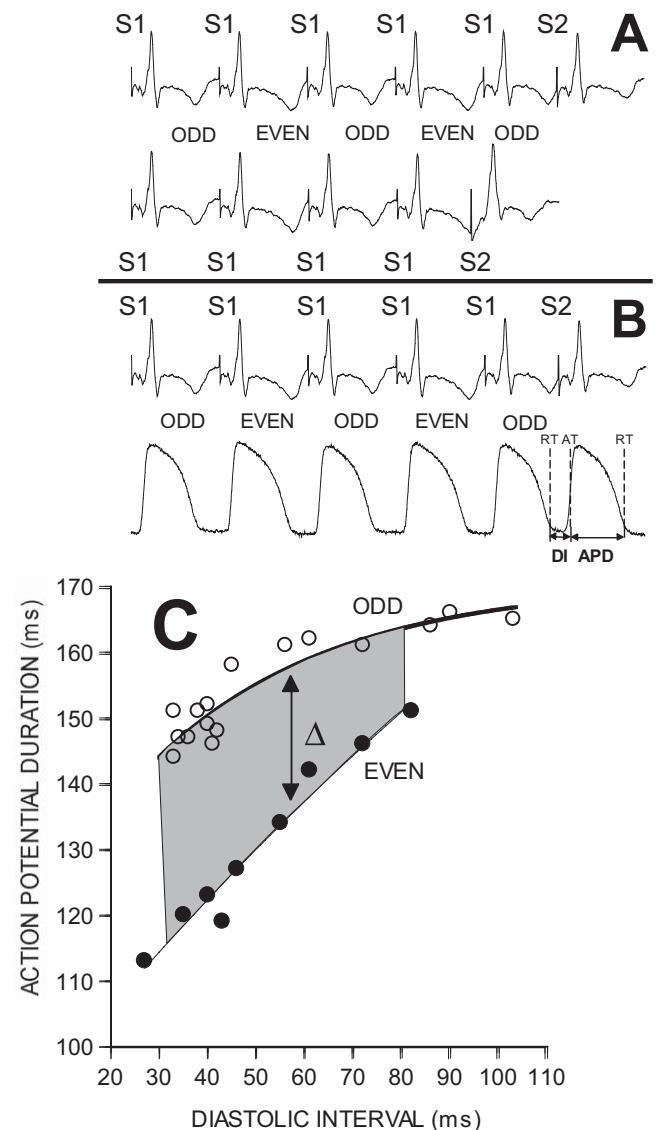 S1 S1 S1 S1 S1 S2 A
ODD EVEN ODD EVEN ODD
S1 S1 S1 S1 S2
S1 S1 S1 S1 S1 S2 B
ODD EVEN ODD EVEN ODD
RT AT RT
DI APD
C
ODD
Δ
EVEN
ACTION POTENTIAL DURATION (ms)
170
160
150
140
130
120
110
100
20 30 40 50 60 70 80 90 100 110
DIASTOLIC INTERVAL (ms)